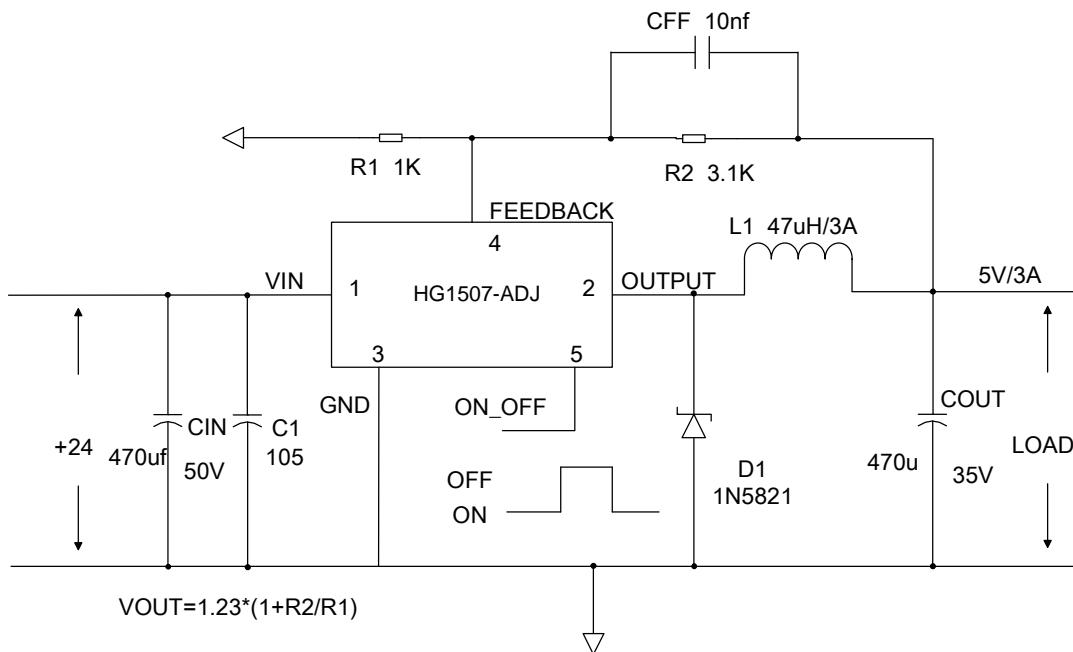 CFF 10nf
R1 1K
R2 3.1K
FEEDBACK
4
L1 47uH/3A
VIN
1
HG1507-ADJ
2
OUTPUT
5V/3A
3
5
GND
ON_OFF
+24
470uf
CIN
50V
C1
105
OFF
ON
D1
1N5821
COUT
470u
35V
LOAD
VOUT=1.23*(1+R2/R1)